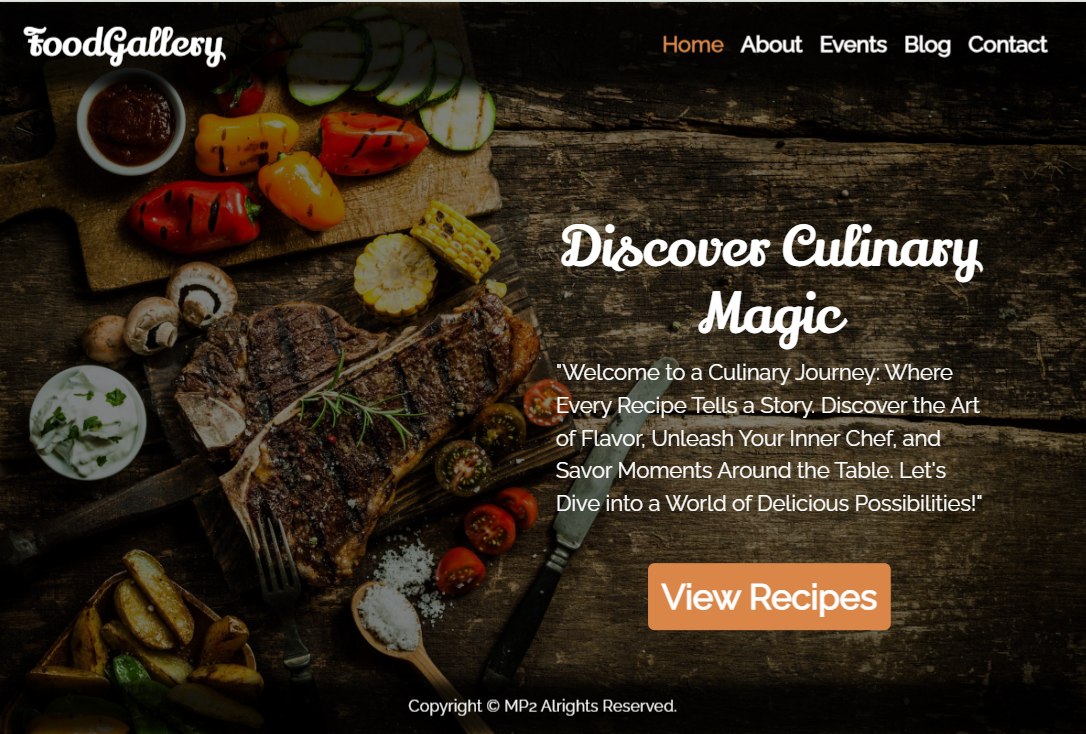 FoodGallery
Home About Events Blog Contact
Discover Culinary
Magic
"Welcome to a Culinary Journey: Where
Every Recipe Tells a Story. Discover the Art
of Flavor, Unleash Your Inner Chef, and
Savor Moments Around the Table. Let's
Dive into a World of Delicious Possibilities!"
View Recipes
Copyright © MP2 Alrights Reserved.